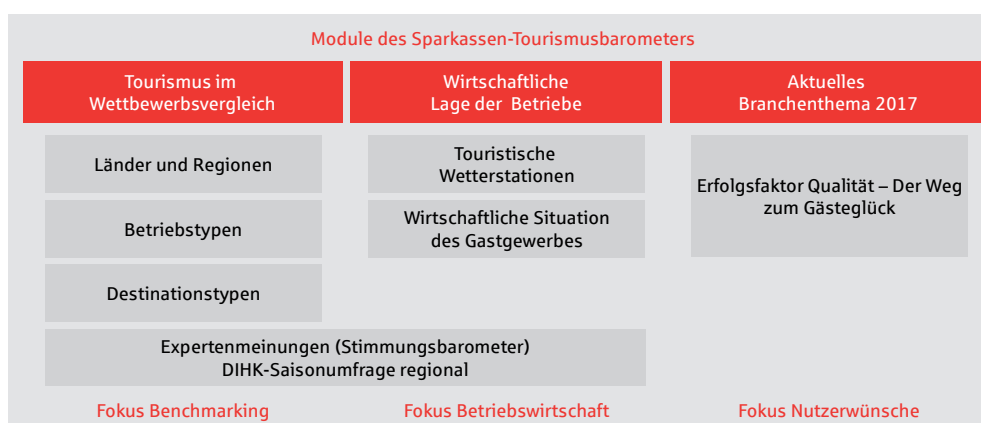 Module des Sparkassen-Tourismusbarometers
Tourismus im
Wettbewerbsvergleich
Länder und Regionen
Betriebstypen
Destinationstypen
Wirtschaftliche
Lage der Betriebe
Touristische
Wetterstationen
Wirtschaftliche Situation
des Gastgewerbes
Aktuelles
Branchenthema 2017
Erfolgsfaktor Qualität – Der Weg
zum Gästeglück
Expertenmeinungen (Stimmungsbarometer)
DIHK-Saisonumfrage regional
Fokus Benchmarking
Fokus Betriebswirtschaft
Fokus Nutzerwünsche